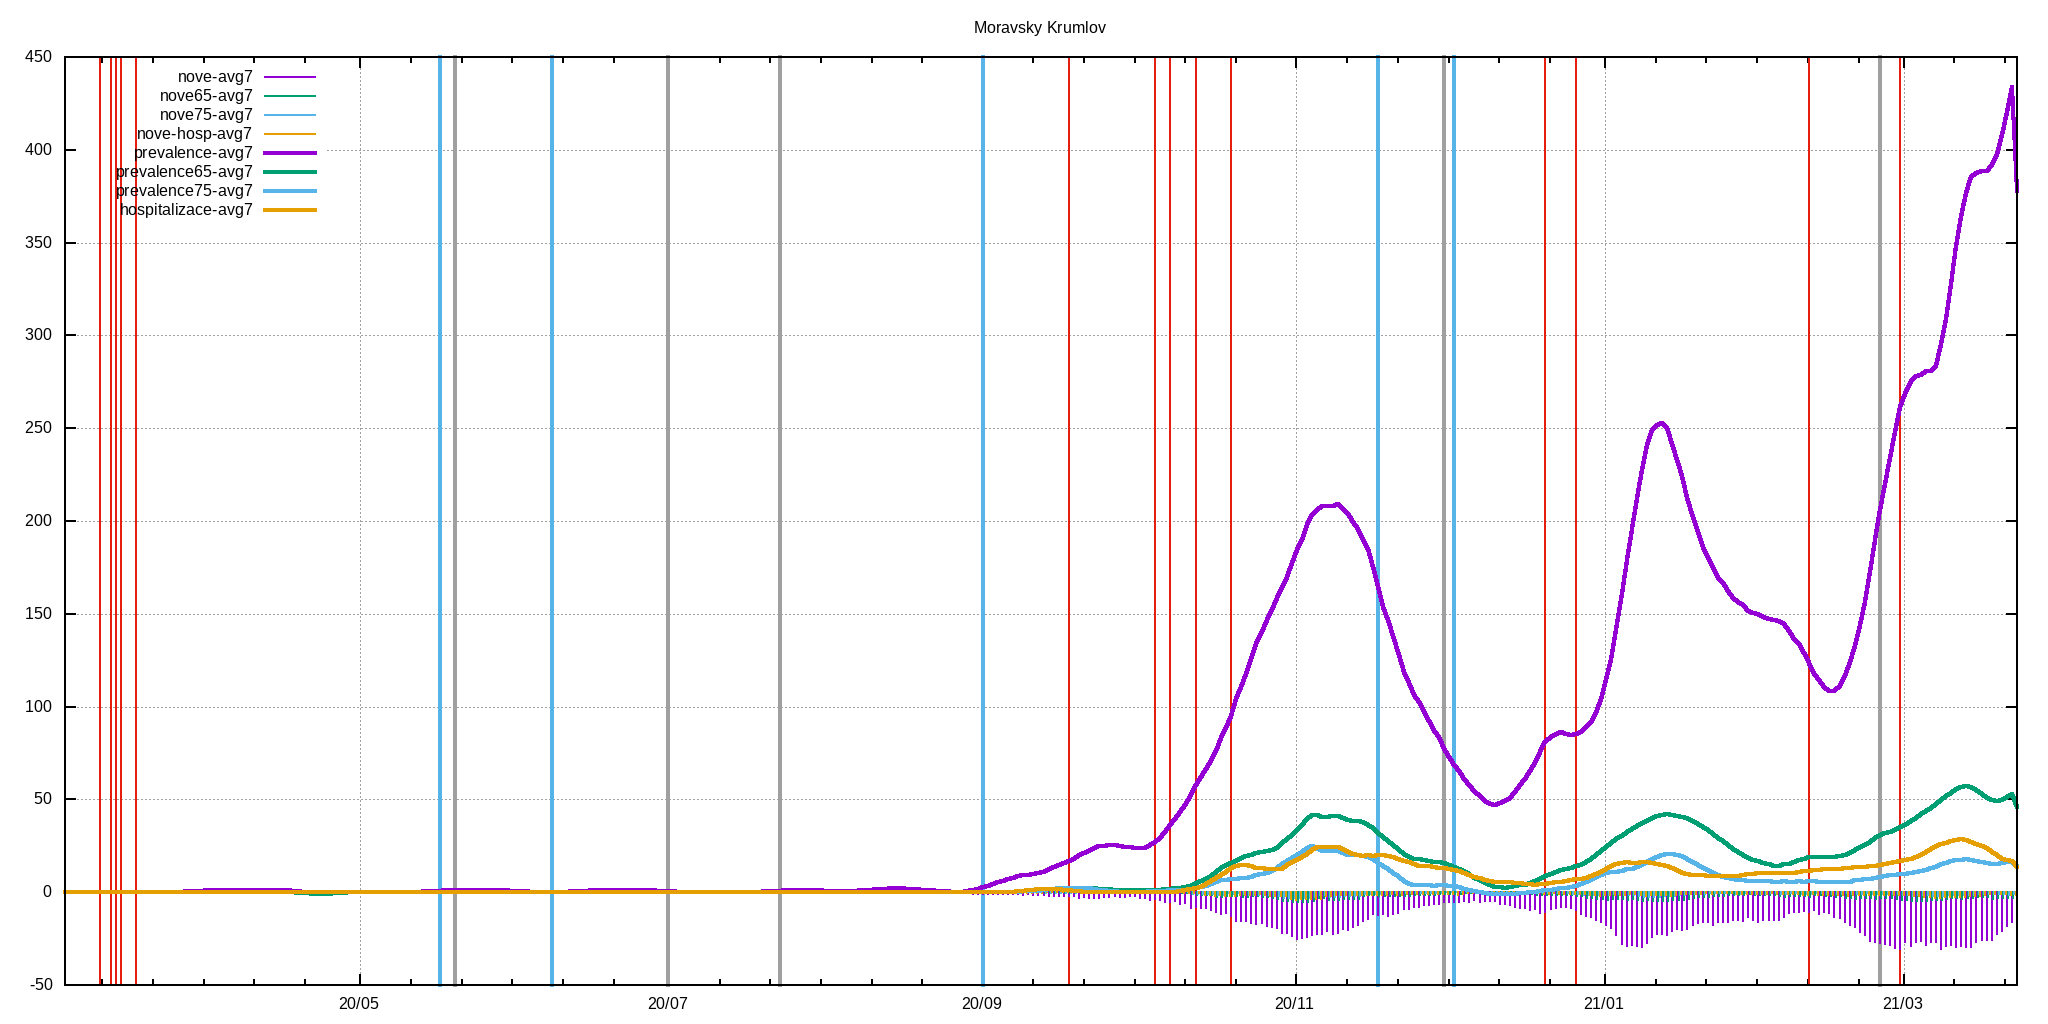 Moravsky Krumlov
450
400
350
300
250
200
150
100
50
0
-50
nove-avg7
nove65-avg7
nove75-avg7
nove-hosp-avg7
prevalence-avg7
prevalence65-avg7
prevalence75-avg7
hospitalizace-avg7
20/05 20/07 20/09 20/11 21/01 21/03